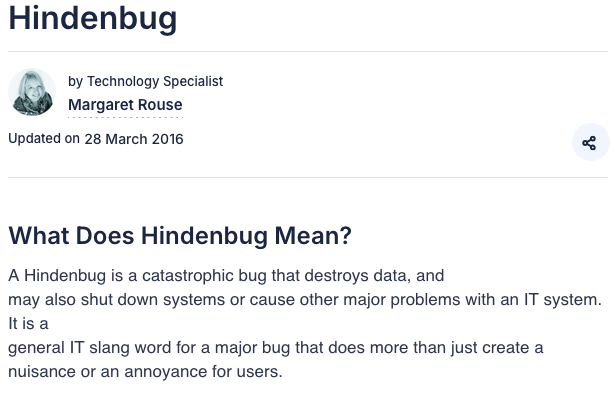 Hindenbug
by Technology Specialist
Margaret Rouse
Updated on 28 March 2016
What Does Hindenbug Mean?
A Hindenbug is a catastrophic bug that destroys data, and
may also shut down systems or cause other major problems with an IT system.
It is a
general IT slang word for a major bug that does more than just create a
nuisance or an annoyance for users.